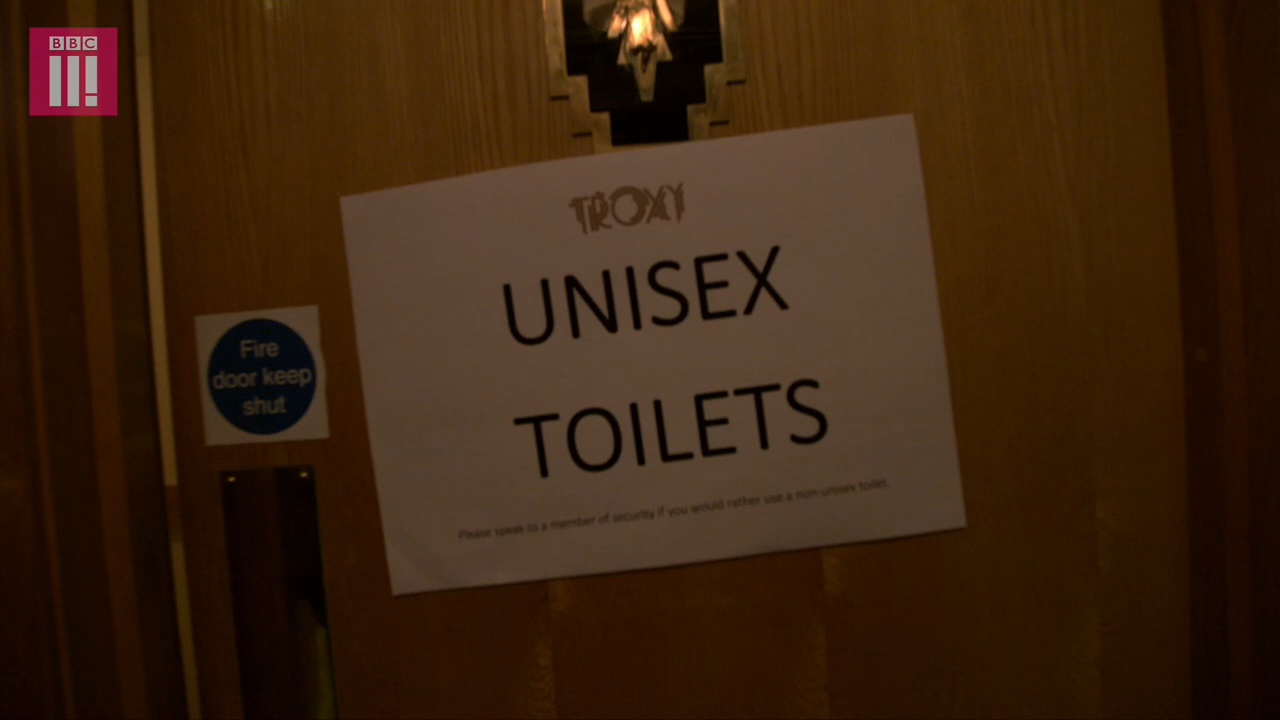 BBC
TROXY
UNISEX
TOILETS
Please speak to a member of security if you would rather use a non-unisex toilet.
Fire
door keep
shut